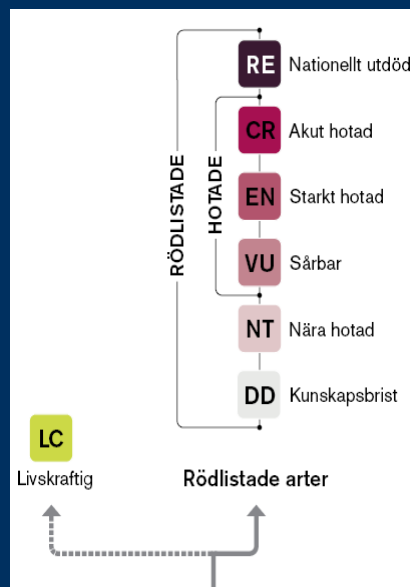 RE Nationellt utdöd
CR Akut hotad
EN Starkt hotad
VU Sårbar
NT Nära hotad
DD Kunskapsbrist
RÖDLISTADE
HOTADE
LC
Livskraftig
Rödlistade arter